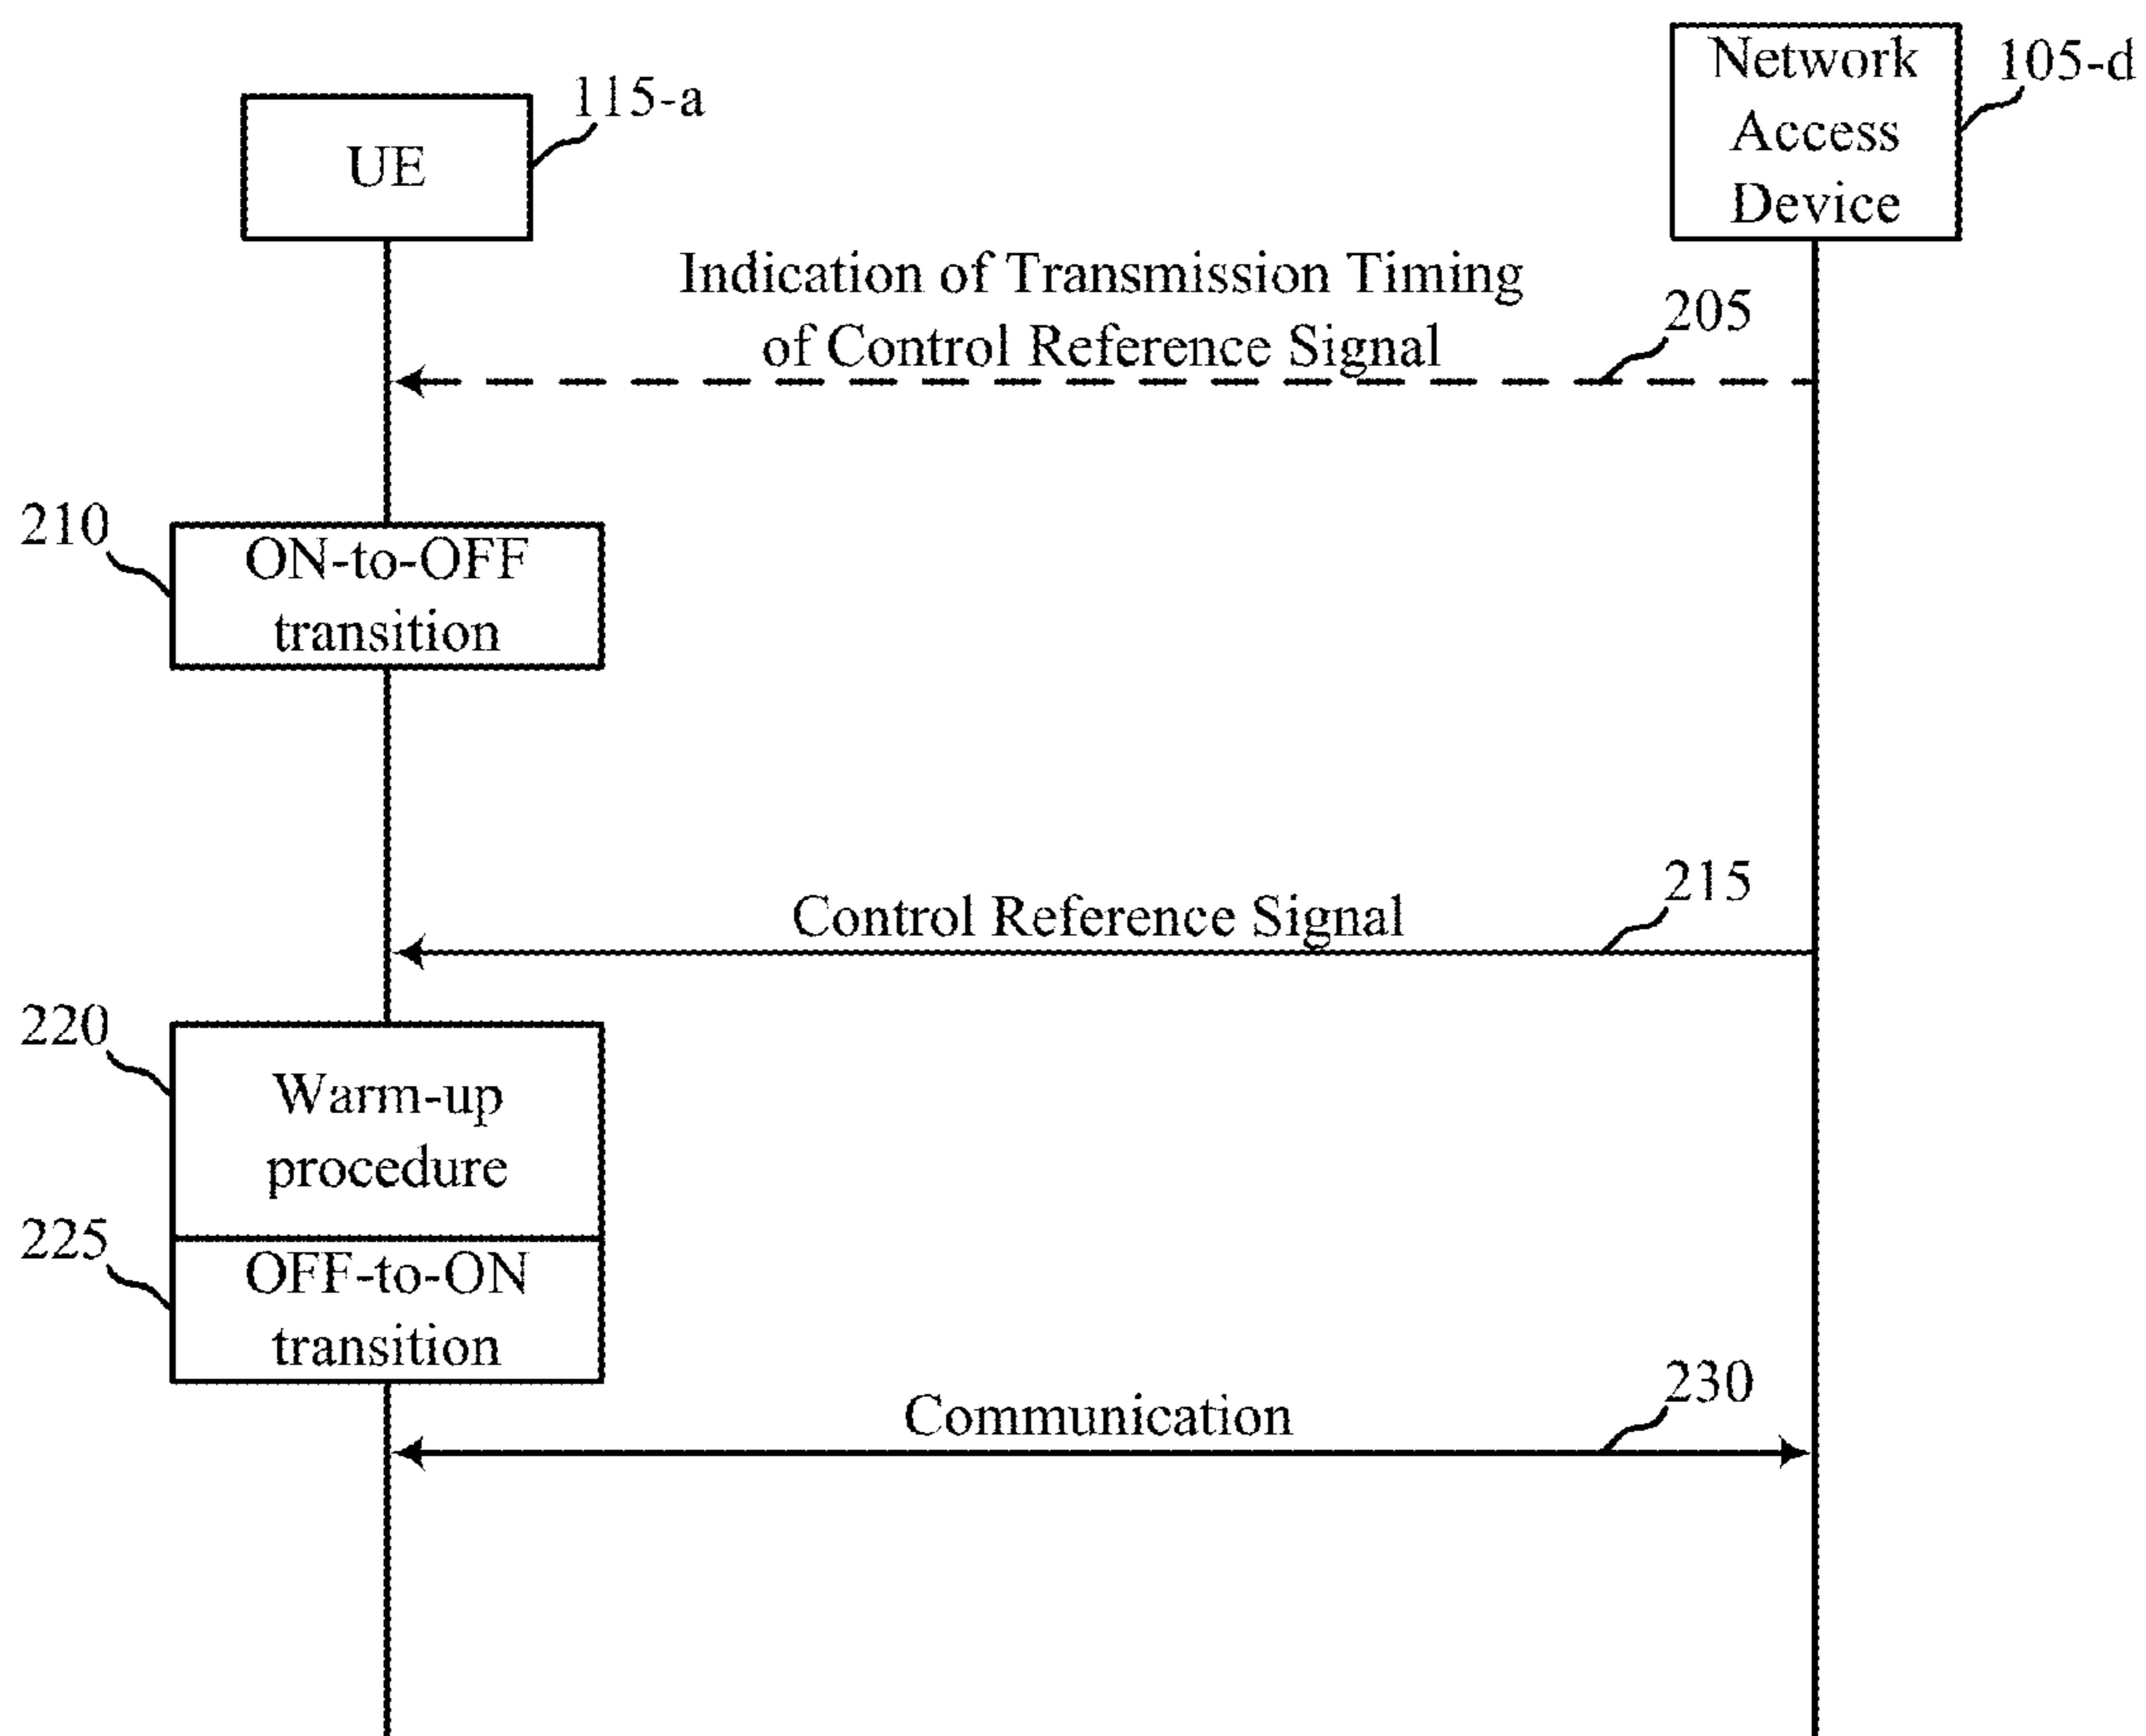 Network
Access
Device
105-d
115-a
UE
Indication of Transmission Timing
of Control Reference Signal
205
210
ON-to-OFF
transition
215
Control Reference Signal
220
Warm-up
procedure
225
OFF-to-ON
transition
230
Communication